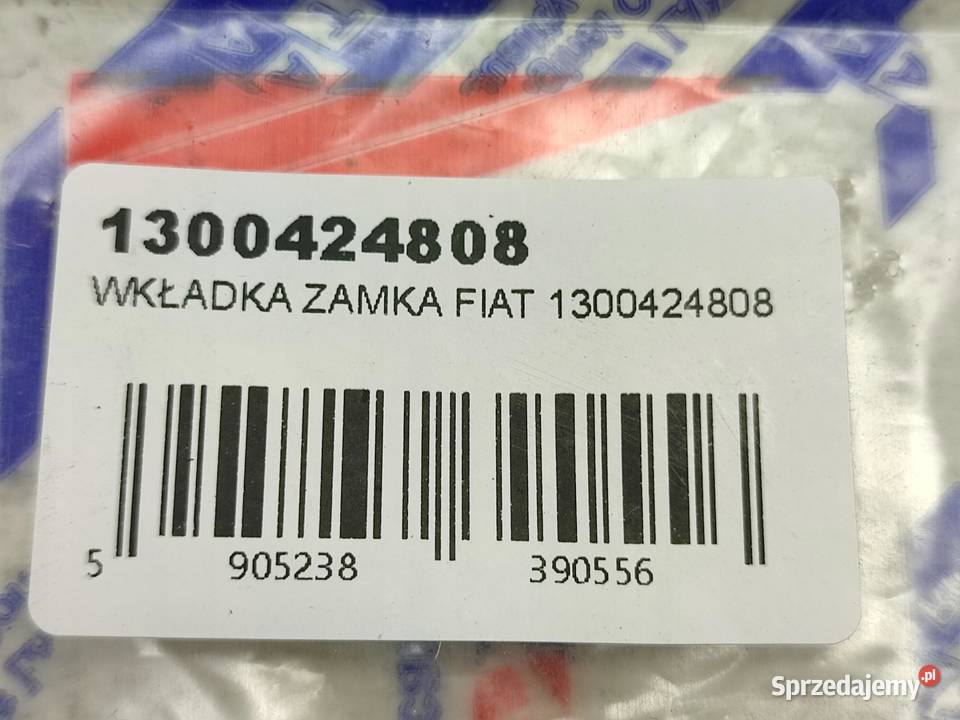 1300424808
WKŁADKA ZAMKA FIAT 1300424808
5 905238 390556
Sprzedajemy.pl